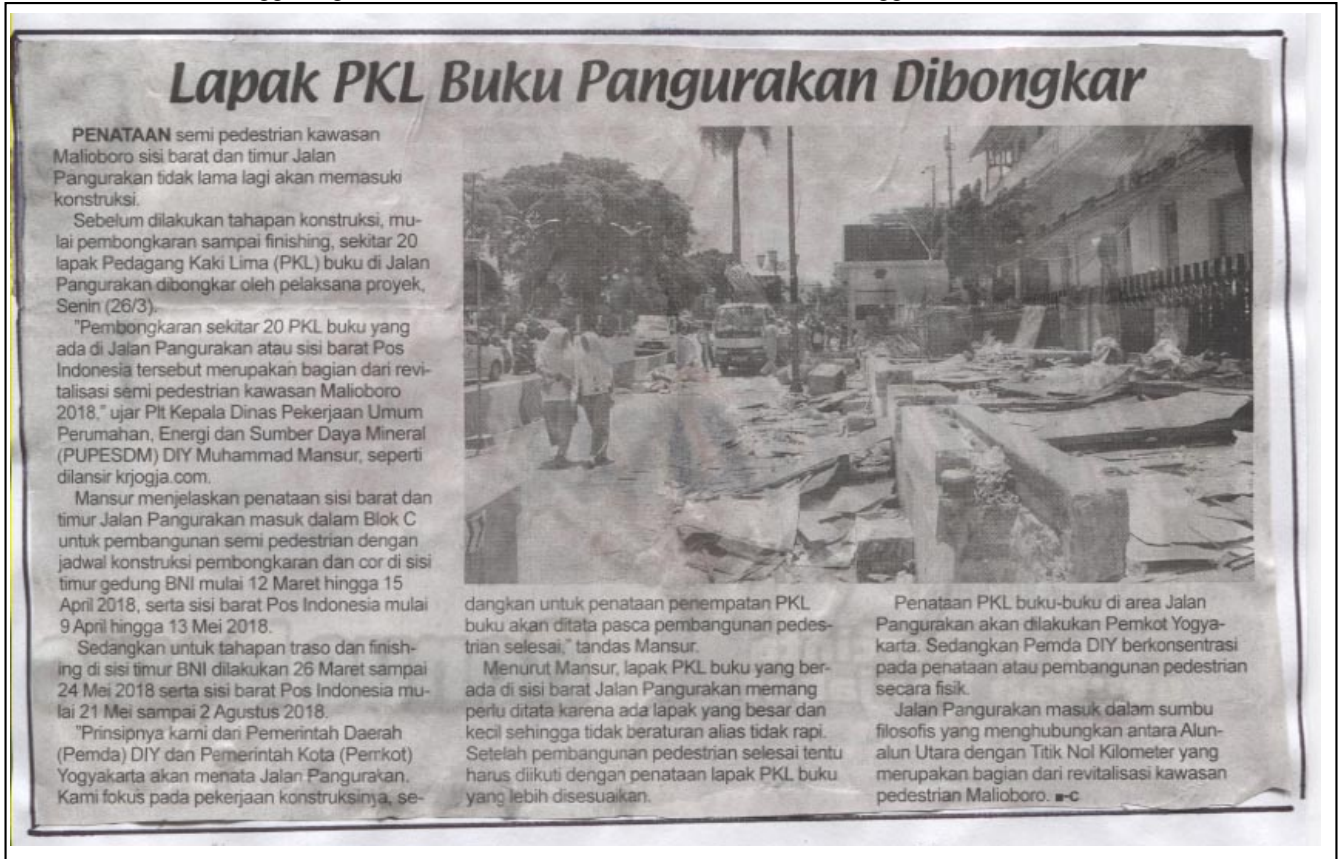 Lapak PKL Buku Pangurakan Dibongkar
PENATAAN semi pedestrian kawasan
Malioboro sisi barat dan timur Jalan
Pangurakan tidak lama lagi akan memasuki
konstruksi.
Sebelum dilakukan tahapan konstruksi, mu-
lai pembongkaran sampai finishing, sekitar 20
lapak Pedagang Kaki Lima (PKL) buku di Jalan
Pangurakan dibongkar oleh pelaksana proyek,
Senin (26/3).
"Pembongkaran sekitar 20 PKL buku yang
ada di Jalan Pangurakan atau sisi barat Pos
Indonesia tersebut merupakan bagian dari revi-
talisasi semi pedestrian kawasan Malioboro
2018," ujar Plt Kepala Dinas Pekerjaan Umum
Perumahan, Energi dan Sumber Daya Mineral
(PUPESDM) DIY Muhammad Mansur, seperti
dilansir krjogja.com.
Mansur menjelaskan penataan sisi barat dan
timur Jalan Pangurakan masuk dalam Blok C
untuk pembangunan semi pedestrian dengan
jadwal konstruksi pembongkaran dan cor di sisi
timur gedung BNI mulai 12 Maret hingga 15
April 2018, serta sisi barat Pos Indonesia mulai
9 April hingga 13 Mei 2018.
Sedangkan untuk tahapan traso dan finish-
ing di sisi timur BNI dilakukan 26 Maret sampai
24 Mei 2018 serta sisi barat Pos Indonesia mu-
lai 21 Mei sampai 2 Agustus 2018.
"Prinsipnya kami dari Pemerintah Daerah
(Pemda) DIY dan Pemerintah Kota (Pemkot)
Yogyakarta akan menata Jalan Pangurakan.
Kami fokus pada pekerjaan konstruksinya, se-
dangkan untuk penataan penempatan PKL
buku akan ditata pasca pembangunan pedes-
trian selesai," tandas Mansur.
Menurut Mansur, lapak PKL buku yang ber-
ada di sisi barat Jalan Pangurakan memang
perlu ditata karena ada lapak yang besar dan
kecil sehingga tidak beraturan alias tidak rapi.
Setelah pembangunan pedestrian selesai tentu
harus diikuti dengan penataan lapak PKL buku
yang lebih disesuaikan.
Penataan PKL buku-buku di area Jalan
Pangurakan akan dilakukan Pemkot Yogya-
karta. Sedangkan Pemda DIY berkonsentrasi
pada penataan atau pembangunan pedestrian
secara fisik.
Jalan Pangurakan masuk dalam sumbu
filosofis yang menghubungkan antara Alun-
alun Utara dengan Titik Nol Kilometer yang
merupakan bagian dari revitalisasi kawasan
pedestrian Malioboro. ■-C